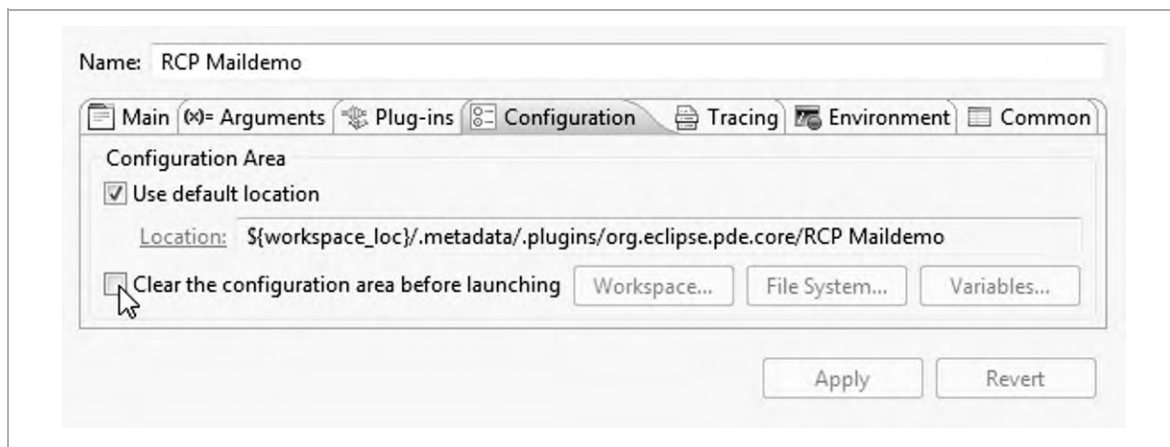 Name: RCP Maildemo
Main (x)= Arguments Plug-ins Configuration Tracing Environment Common
Configuration Area
Use default location
Location: ${workspace_loc}/.metadata/.plugins/org.eclipse.pde.core/RCP Maildemo
Clear the configuration area before launching Workspace... File System... Variables...
Apply Revert